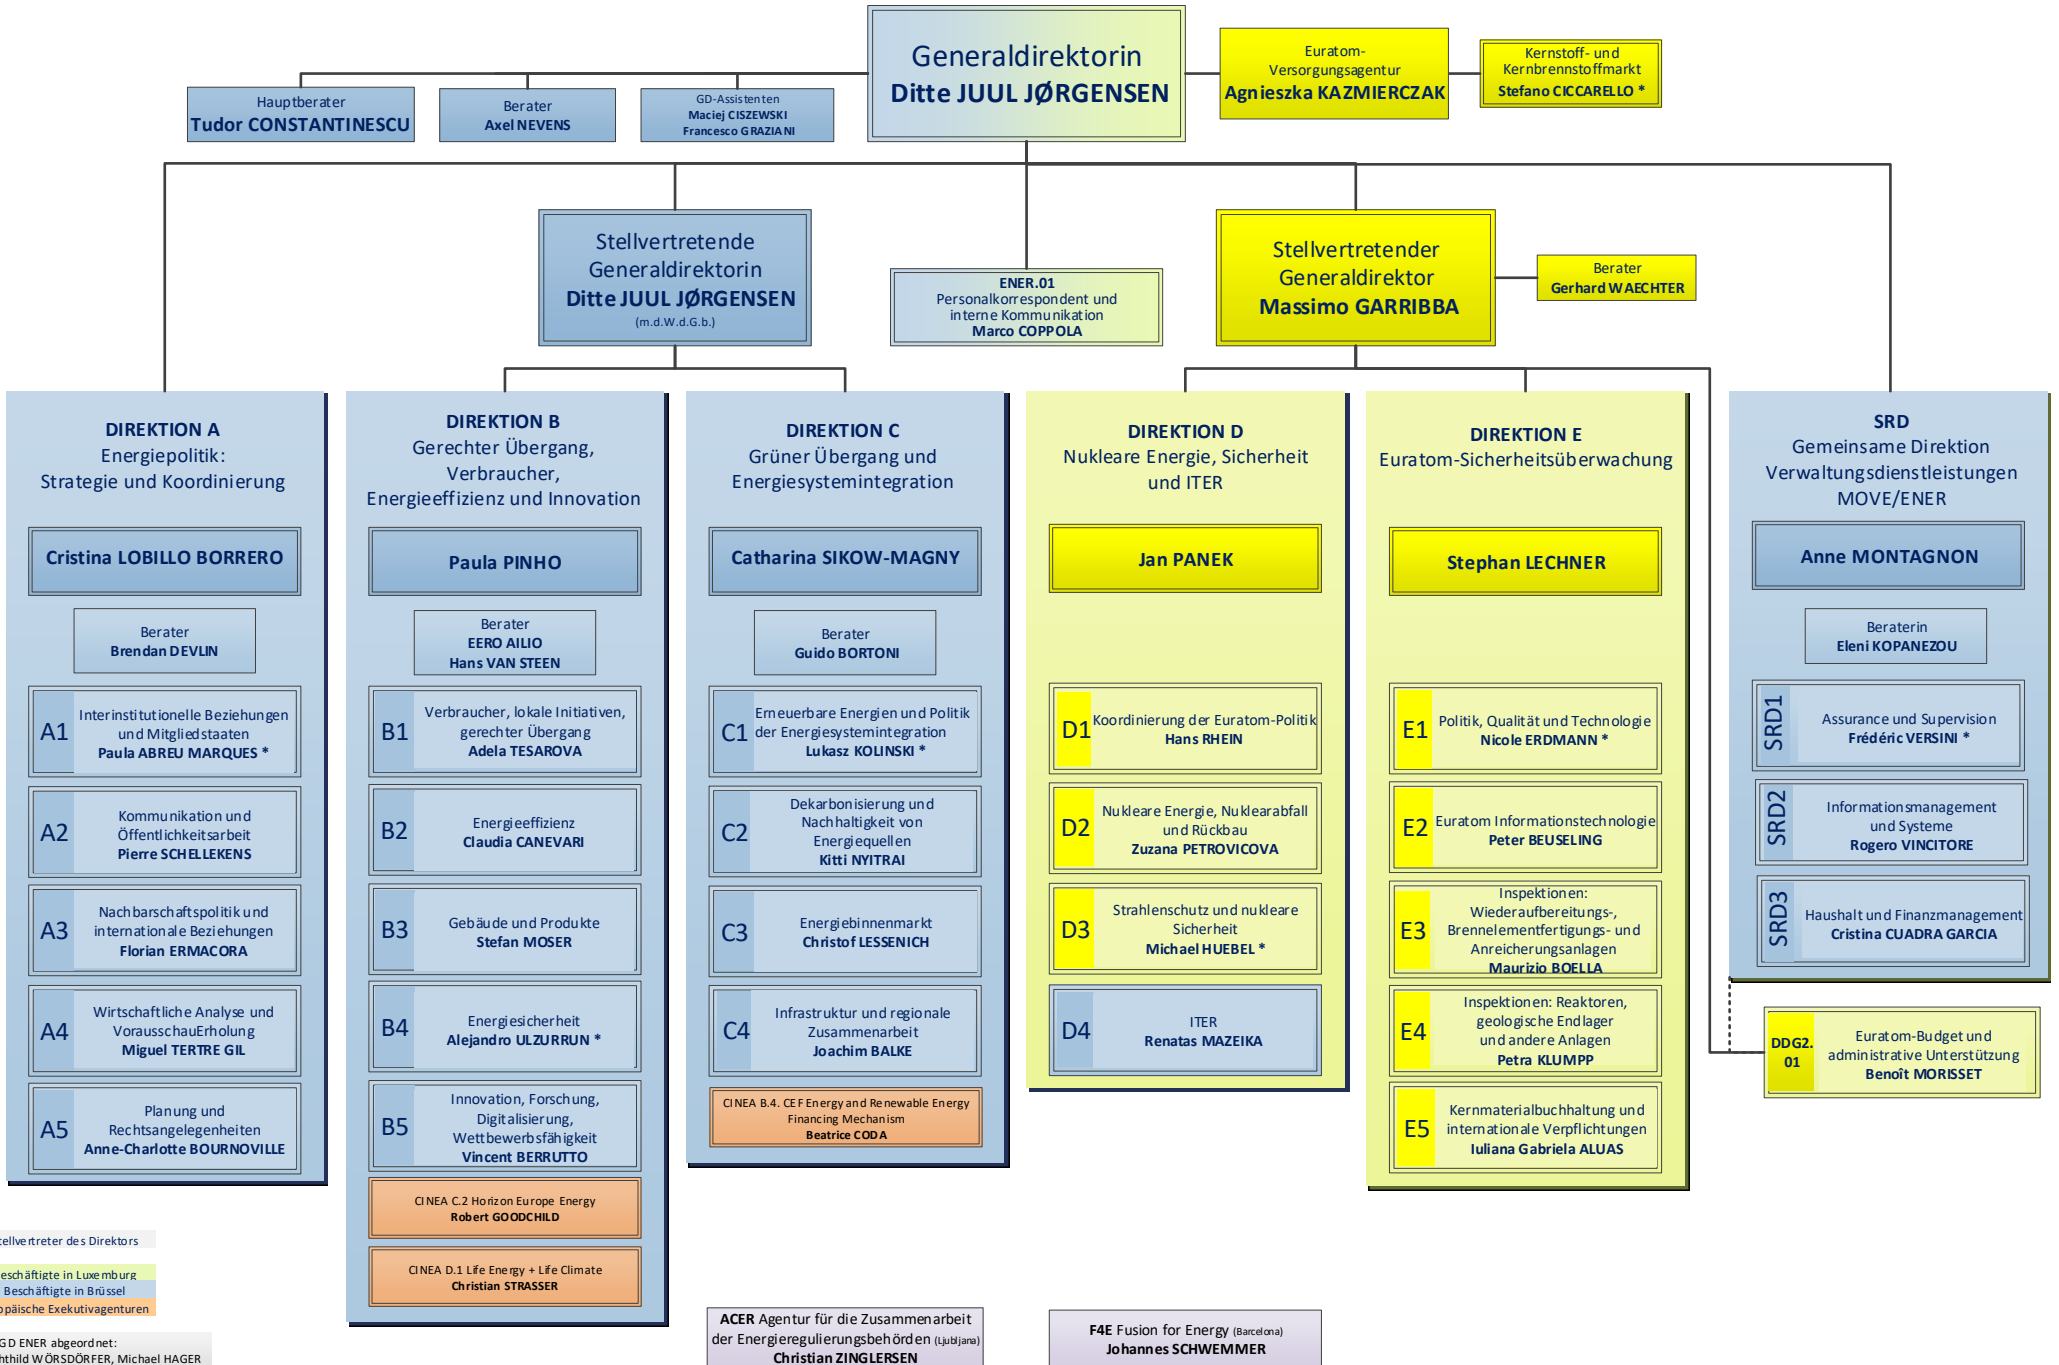 Generaldirektorin
Ditte JUUL JØRGENSEN
Euratom-
Versorgungsagentur
Agnieszka KAZMIERCZAK
Kernstoff- und
Kernbrennstoffmarkt
Stefano CICCARELLO *
Hauptberater
Tudor CONSTANTINESCU
Berater
Axel NEVENS
GD-Assistenten
Maciej CISZEWSKI
Francesco GRAZIANI
Stellvertretende
Generaldirektorin
Ditte JUUL JØRGENSEN
(m.d.W.d.G.b.)
ENER.01
Personalkorrespondent und
interne Kommunikation
Marco COPPOLA
Stellvertretender
Generaldirektor
Massimo GARRIBBA
Berater
Gerhard WAECHTER
DIREKTION A
Energiepolitik:
Strategie und Koordinierung
Cristina LOBILLO BORRERO
Berater
Brendan DEVLIN
A1
Interinstitutionelle Beziehungen
und Mitgliedstaaten
Paula ABREU MARQUES *
A2
Kommunikation und
Öffentlichkeitsarbeit
Pierre SCHELLEKENS
A3
Nachbarschaftspolitik und
internationale Beziehungen
Florian ERMACORA
A4
Wirtschaftliche Analyse und
VorausschauErholung
Miguel TERTRE GIL
A5
Planung und
Rechtsangelegenheiten
Anne-Charlotte BOURNOVILLE
DIREKTION B
Gerechter Übergang,
Verbraucher,
Energieeffizienz und Innovation
Paula PINHO
Berater
EERO AILIO
Hans VAN STEEN
B1
Verbraucher, lokale Initiativen,
gerechter Übergang
Adela TESAROVA
B2
Energieeffizienz
Claudia CANEVARI
B3
Gebäude und Produkte
Stefan MOSER
B4
Energiesicherheit
Alejandro ULZURRUN *
B5
Innovation, Forschung,
Digitalisierung,
Wettbewerbsfähigkeit
Vincent BERRUTTO
CINEA C.2 Horizon Europe Energy
Robert GOODCHILD
CINEA D.1 Life Energy + Life Climate
Christian STRASSER
DIREKTION C
Grüner Übergang und
Energiesystemintegration
Catharina SIKOW-MAGNY
Berater
Guido BORTONI
C1
Erneuerbare Energien und Politik
der Energiesystemintegration
Lukasz KOLINSKI *
C2
Dekarbonisierung und
Nachhaltigkeit von
Energiequellen
Kitti NYITRAI
C3
Energiebinnenmarkt
Christof LESSENICH
C4
Infrastruktur und regionale
Zusammenarbeit
Joachim BALKE
CINEA B.4. CEF Energy and Renewable Energy
Financing Mechanism
Beatrice CODA
DIREKTION D
Nukleare Energie, Sicherheit
und ITER
Jan PANEK
D1
Koordinierung der Euratom-Politik
Hans RHEIN
D2
Nukleare Energie, Nuklearabfall
und Rückbau
Zuzana PETROVICOVA
D3
Strahlenschutz und nukleare
Sicherheit
Michael HUEBEL *
D4
ITER
Renatas MAZEIKA
DIREKTION E
Euratom-Sicherheitsüberwachung
Stephan LECHNER
E1
Politik, Qualität und Technologie
Nicole ERDMANN *
E2
Euratom Informationstechnologie
Peter BEUSELING
E3
Inspektionen:
Wiederaufbereitungs-,
Brennelementfertigungs- und
Anreicherungsanlagen
Maurizio BOELLA
E4
Inspektionen: Reaktoren,
geologische Endlager
und andere Anlagen
Petra KLUMPP
E5
Kernmaterialbuchhaltung und
internationale Verpflichtungen
Iuliana Gabriela ALUAS
SRD
Gemeinsame Direktion
Verwaltungsdienstleistungen
MOVE/ENER
Anne MONTAGNON
Beraterin
Eleni KOPANEZOU
SRD1
Assurance und Supervision
Frédéric VERSINI *
SRD2
Informationsmanagement
und Systeme
Rogero VINCITORE
SRD3
Haushalt und Finanzmanagement
Cristina CUADRA GARCIA
DDG2.
01
Euratom-Budget und
administrative Unterstützung
Benoît MORISSET
des Direktors
in Luxemburg
Beschäftigte in Brüssel
Exekutivagenturen
GD ENER abgeordnet:
WÖRSDÖRFER, Michael HAGER
ACER Agentur für die Zusammenarbeit
der Energieregulierungsbehörden (Ljubljana)
Christian ZINGLERSEN
F4E Fusion for Energy (Barcelona)
Johannes SCHWEMMER